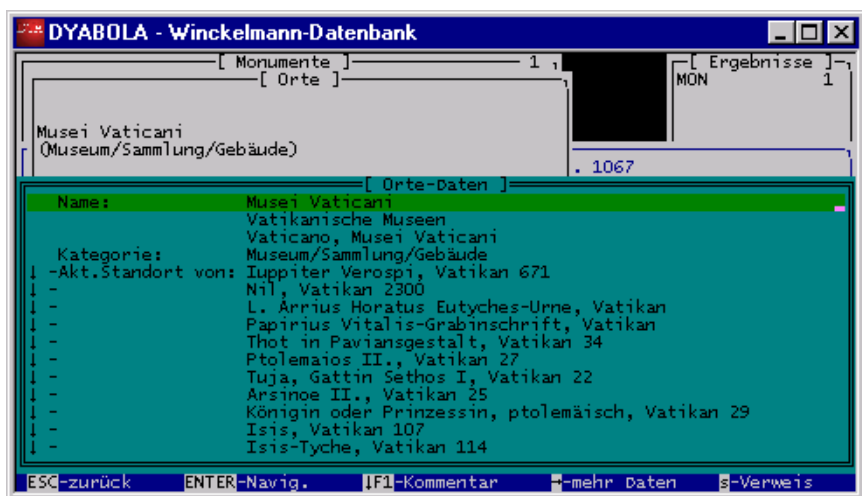 DYABOLA - Winckelmann-Datenbank
[ Monumente ] 1
[ Ergebnisse ]
[ Orte ]
MON 1
Musei Vaticani
(Museum/Sammlung/Gebäude)
. 1067
[ Orte-Daten ]
Name: Musei Vaticani
Vatikanische Museen
Vaticano, Musei Vaticani
Kategorie: Museum/Sammlung/Gebäude
↓ -Akt.Standort von: Iuppiter Verospi, Vatikan 671
↓ - Nil, Vatikan 2300
↓ - L. Arrius Horatus Eutyches-Urne, Vatikan
↓ - Papirius Vitalis-Grabinschrift, Vatikan
↓ - Thot in Paviansgestalt, Vatikan 34
↓ - Ptolemaios II., Vatikan 27
↓ - Tuja, Gattin Sethos I, Vatikan 22
↓ - Arsinoe II., Vatikan 25
↓ - Königin oder Prinzessin, ptolemäisch, Vatikan 29
↓ - Isis, Vatikan 107
↓ - Isis-Tyche, Vatikan 114
ESC-zurück ENTER-Navig. ↓F1-Kommentar →-mehr Daten s-Verweis